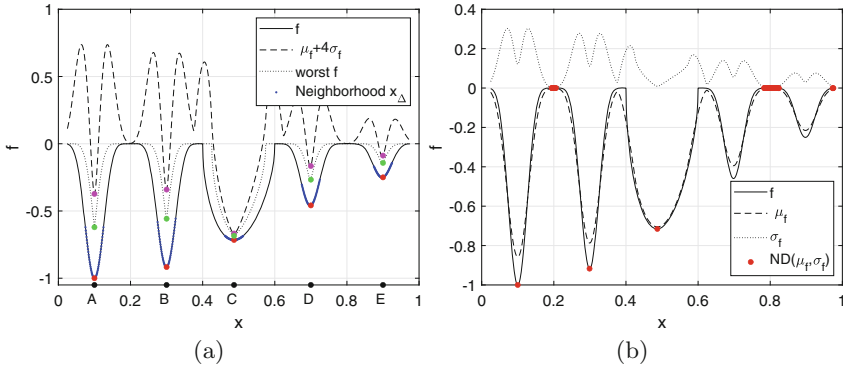 1
0.5
0
-0.5
-1
f
f
μf+4σf
worst f
Neighborhood xΔ
0 A 0.2 B 0.4 C 0.6 D 0.8 E 1
x
(a)
0.4
0.2
0
-0.2
-0.4
-0.6
-0.8
-1
f
f
μf
σf
ND(μf,σf)
0 0.2 0.4 0.6 0.8 1
x
(b)